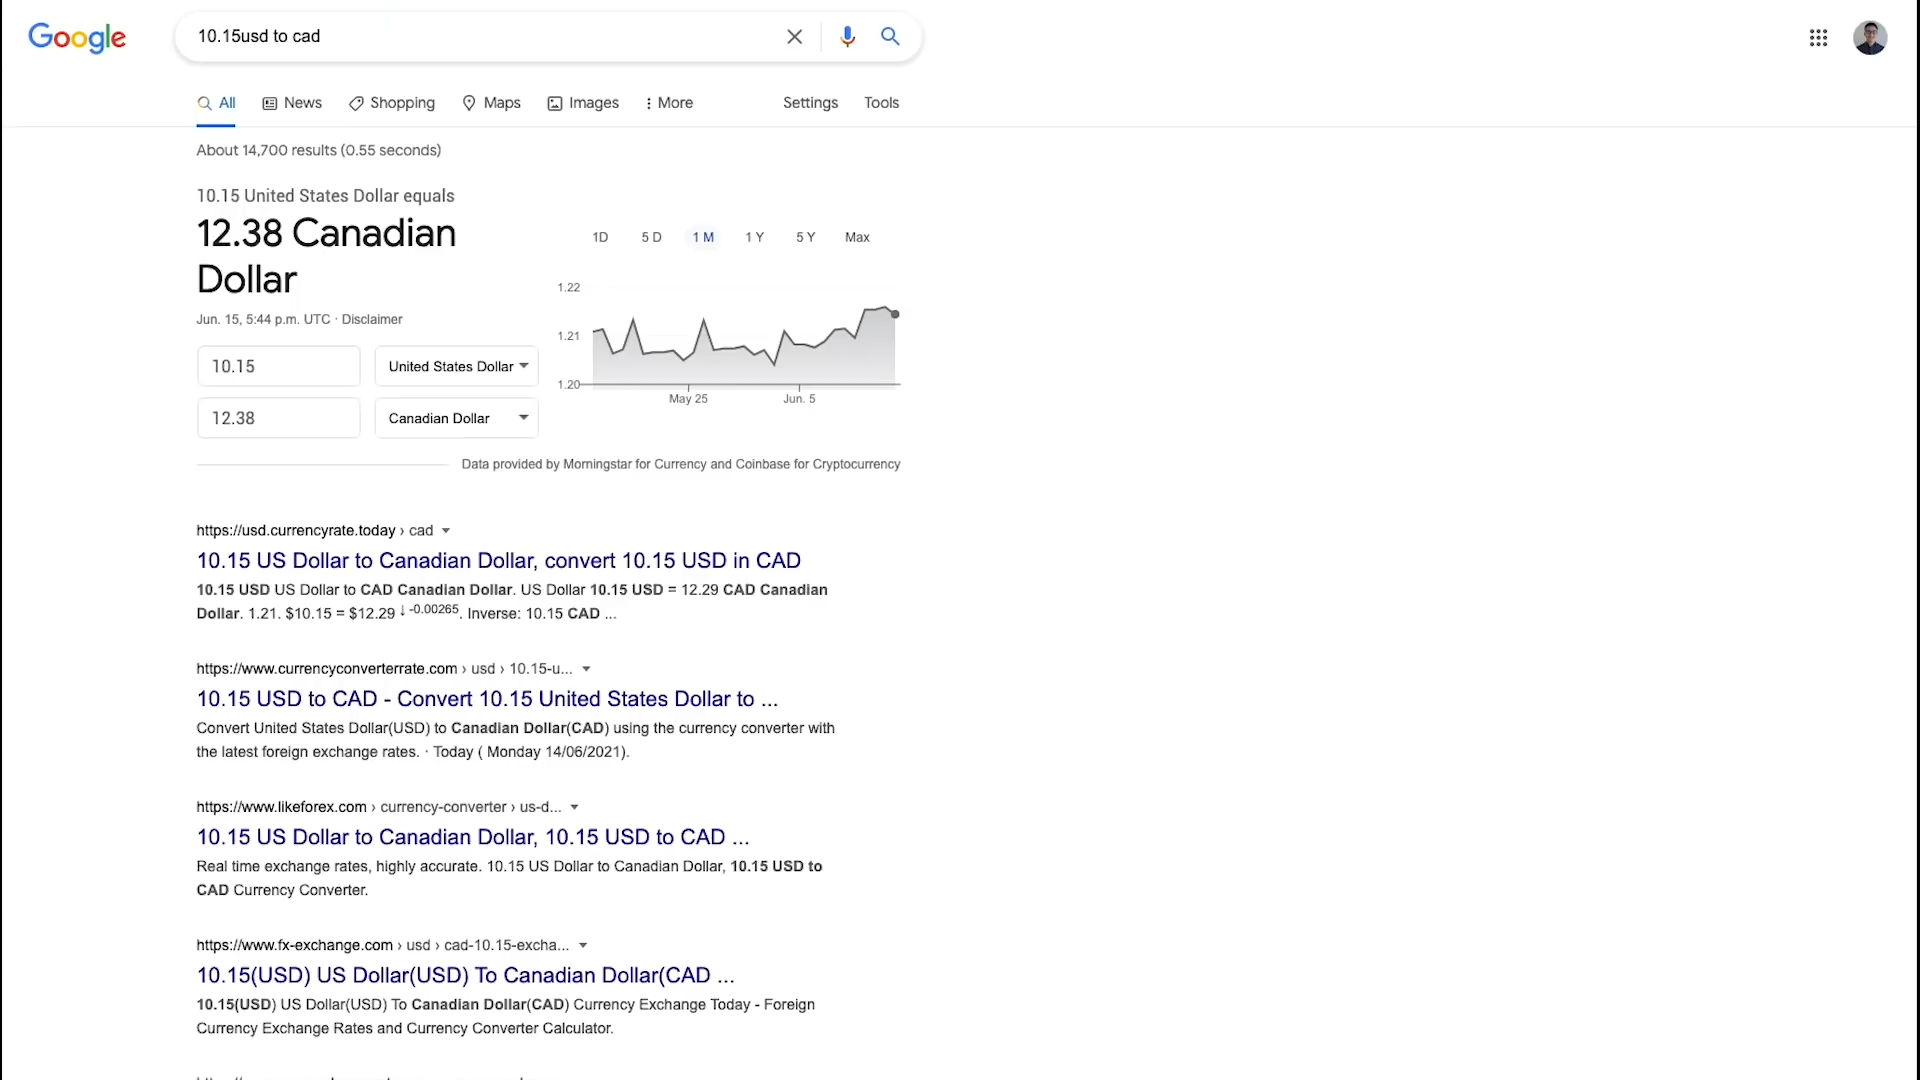 Google
10.15usd to cad
All News Shopping Maps Images More Settings Tools
About 14,700 results (0.55 seconds)
10.15 United States Dollar equals
12.38 Canadian
Dollar
Jun. 15, 5:44 p.m. UTC · Disclaimer
10.15 United States Dollar
12.38 Canadian Dollar
1D 5D 1M 1Y 5Y Max
1.22
1.21
1.20
May 25 Jun. 5
Data provided by Morningstar for Currency and Coinbase for Cryptocurrency
https://usd.currencyrate.today › cad
10.15 US Dollar to Canadian Dollar, convert 10.15 USD in CAD
10.15 USD US Dollar to CAD Canadian Dollar. US Dollar 10.15 USD = 12.29 CAD Canadian
Dollar. 1.21. $10.15 = $12.29 ↓ -0.00265. Inverse: 10.15 CAD ...
https://www.currencyconverterrate.com › usd › 10.15-u...
10.15 USD to CAD - Convert 10.15 United States Dollar to ...
Convert United States Dollar(USD) to Canadian Dollar(CAD) using the currency converter with
the latest foreign exchange rates. · Today ( Monday 14/06/2021).
https://www.likeforex.com › currency-converter › us-d...
10.15 US Dollar to Canadian Dollar, 10.15 USD to CAD ...
Real time exchange rates, highly accurate. 10.15 US Dollar to Canadian Dollar, 10.15 USD to
CAD Currency Converter.
https://www.fx-exchange.com › usd › cad-10.15-excha...
10.15(USD) US Dollar(USD) To Canadian Dollar(CAD ...
10.15(USD) US Dollar(USD) To Canadian Dollar(CAD) Currency Exchange Today - Foreign
Currency Exchange Rates and Currency Converter Calculator.